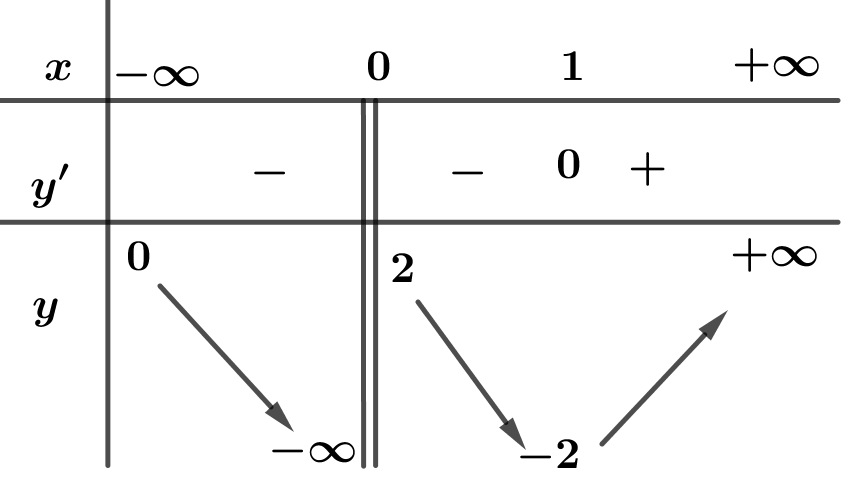 x −∞ 0 1 +∞
y′ − − 0 +
0 2 +∞
y
−∞ −2